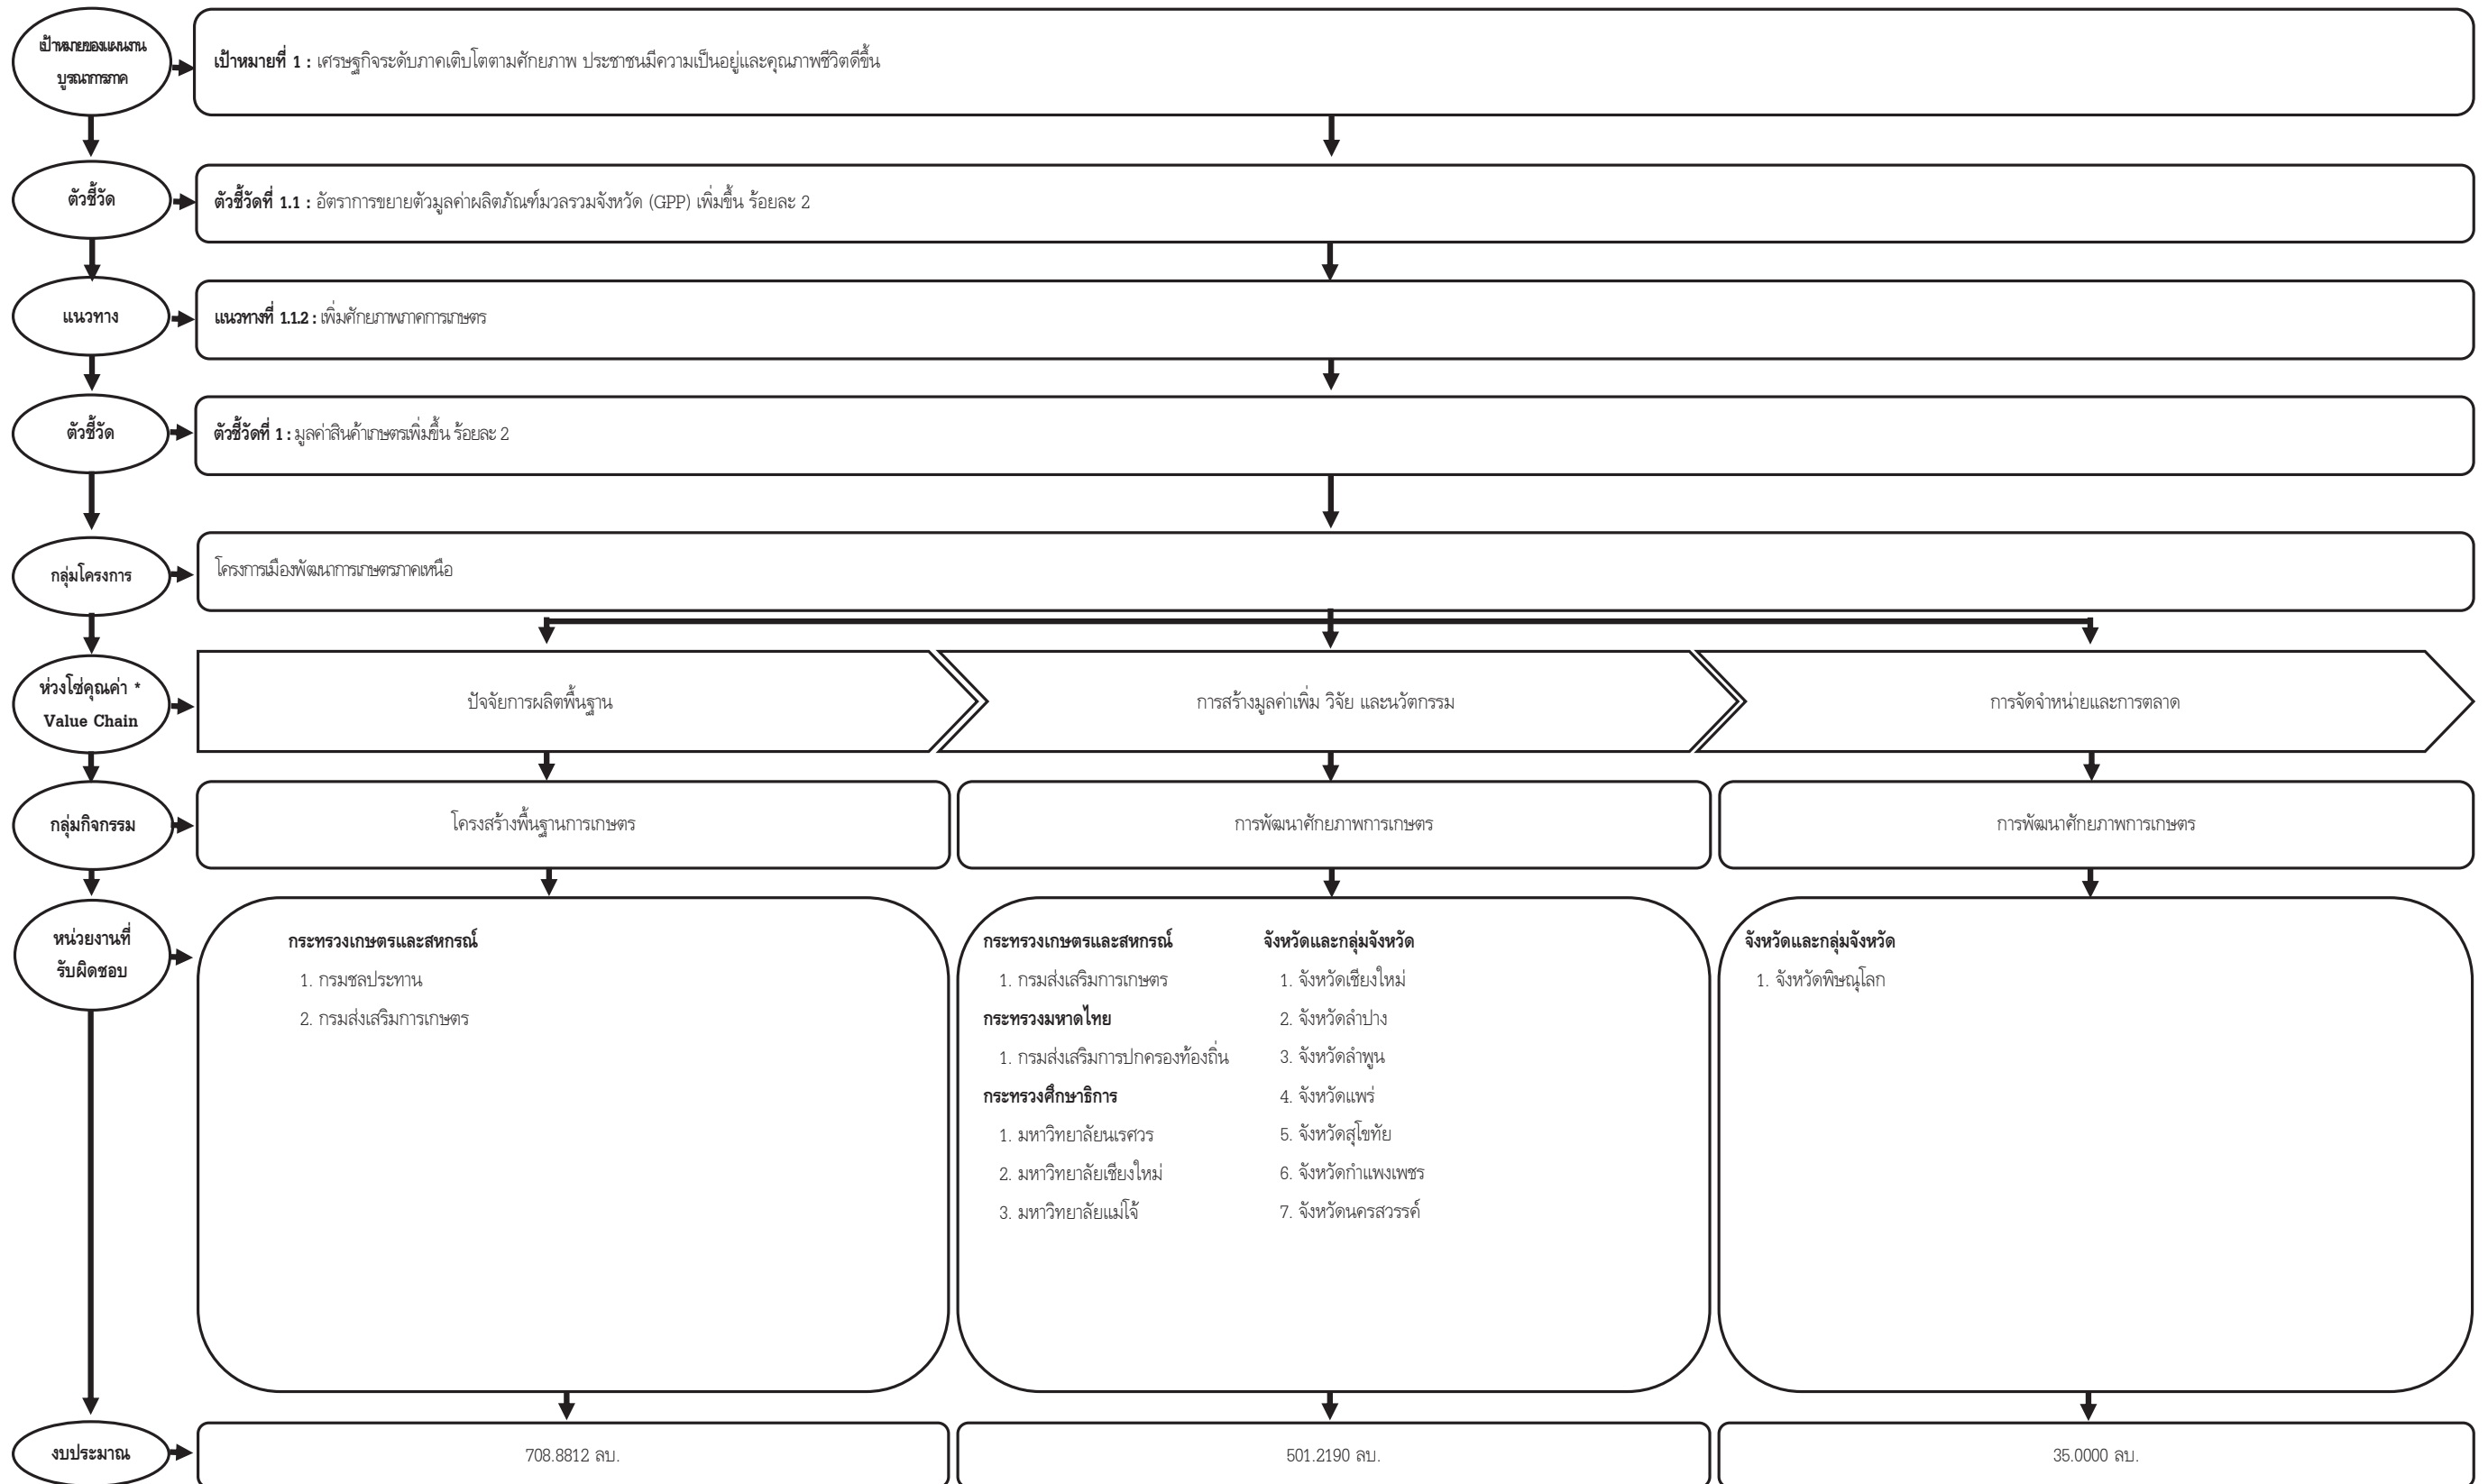 เป้าหมายของแผนงาน
บูรณาการภาค
เป้าหมายที่ 1 : เศรษฐกิจระดับภาคเติบโตตามศักยภาพ ประชาชนมีความเป็นอยู่และคุณภาพชีวิตดีขึ้น
ตัวชี้วัด
ตัวชี้วัดที่ 1.1 : อัตราการขยายตัวมูลค่าผลิตภัณฑ์มวลรวมจังหวัด (GPP) เพิ่มขึ้น ร้อยละ 2
แนวทาง
แนวทางที่ 1.1.2 : เพิ่มศักยภาพภาคการเกษตร
ตัวชี้วัด
ตัวชี้วัดที่ 1 : มูลค่าสินค้าเกษตรเพิ่มขึ้น ร้อยละ 2
กลุ่มโครงการ
โครงการเมืองพัฒนาการเกษตรภาคเหนือ
ห่วงโซ่คุณค่า *
Value Chain
ปัจจัยการผลิตพื้นฐาน
การสร้างมูลค่าเพิ่ม วิจัย และนวัตกรรม
การจัดจำหน่ายและการตลาด
กลุ่มกิจกรรม
โครงสร้างพื้นฐานการเกษตร
การพัฒนาศักยภาพการเกษตร
การพัฒนาศักยภาพการเกษตร
หน่วยงานที่
รับผิดชอบ
กระทรวงเกษตรและสหกรณ์
1. กรมชลประทาน
2. กรมส่งเสริมการเกษตร
กระทรวงเกษตรและสหกรณ์
1. กรมส่งเสริมการเกษตร
กระทรวงมหาดไทย
1. กรมส่งเสริมการปกครองท้องถิ่น
กระทรวงศึกษาธิการ
1. มหาวิทยาลัยนเรศวร
2. มหาวิทยาลัยเชียงใหม่
3. มหาวิทยาลัยแม่โจ้
จังหวัดและกลุ่มจังหวัด
1. จังหวัดเชียงใหม่
2. จังหวัดลำปาง
3. จังหวัดลำพูน
4. จังหวัดแพร่
5. จังหวัดสุโขทัย
6. จังหวัดกำแพงเพชร
7. จังหวัดนครสวรรค์
จังหวัดและกลุ่มจังหวัด
1. จังหวัดพิษณุโลก
งบประมาณ
708.8812 ลบ.
501.2190 ลบ.
35.0000 ลบ.